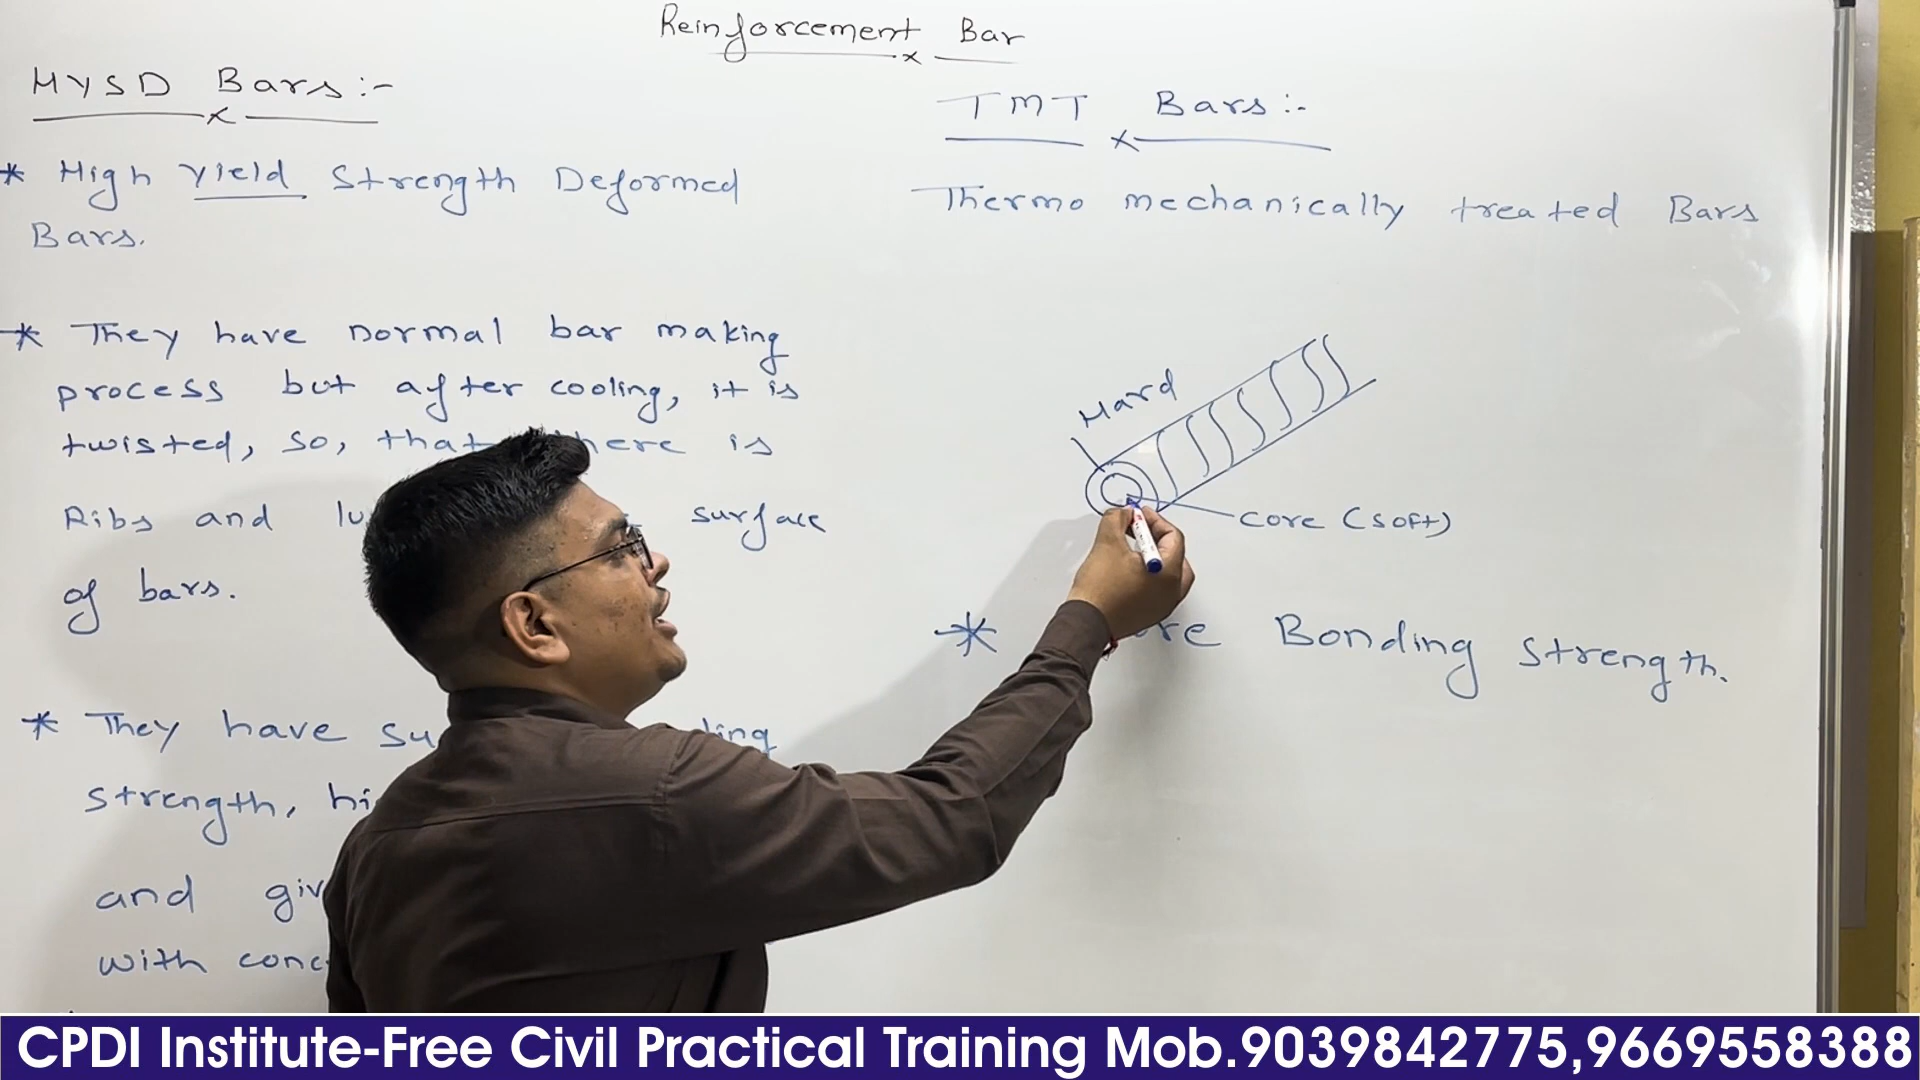 Reinforcement Bar
HYSD Bars:-
* High Yield Strength Deformed
Bars.
* They have normal bar making
process but after cooling, it is
twisted, so, that there is
Ribs and surface
of bars.
* They have
strength,
and
with
TMT Bars:-
Thermo mechanically treated Bars
Hard
core (soft)
* Bonding strength.
CPDI Institute-Free Civil Practical Training Mob.9039842775,9669558388